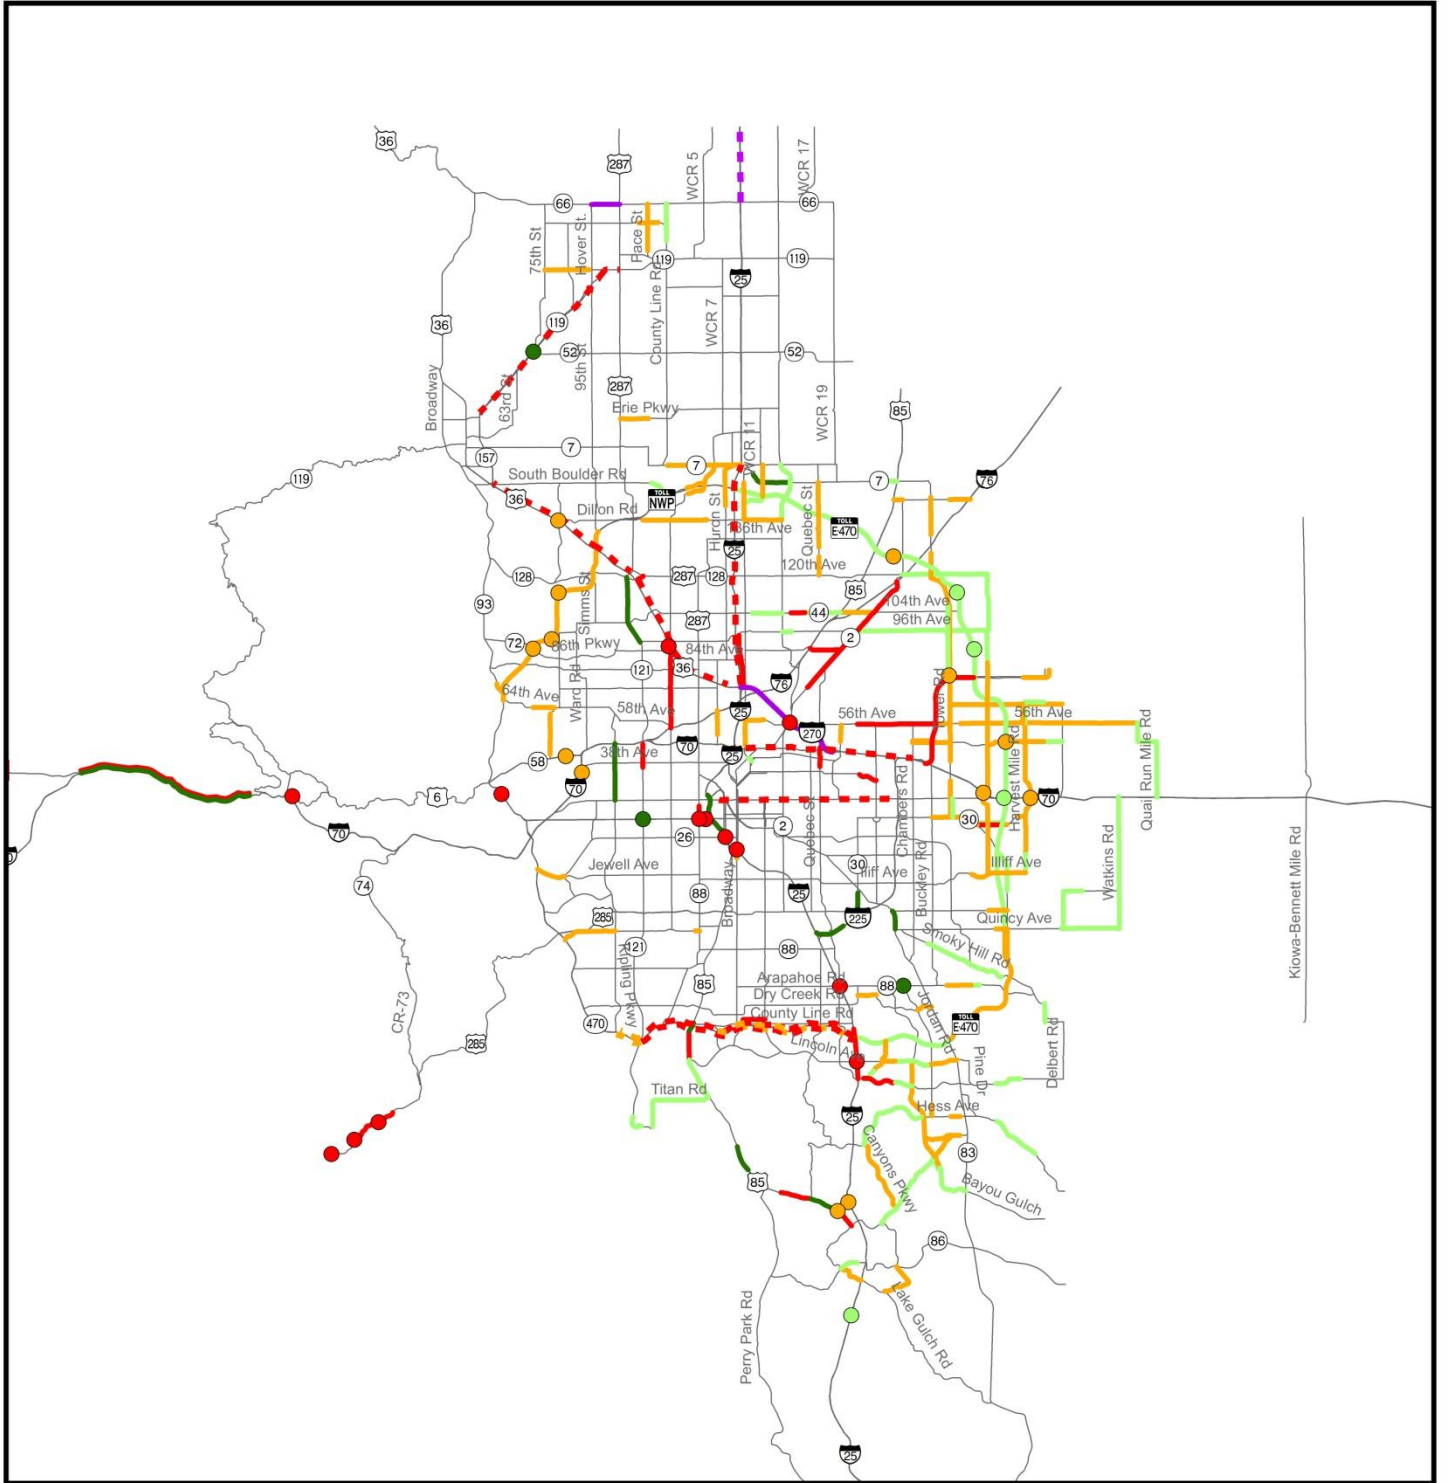 36
287
WCR 5
WCR 17
66
66
75th St
Hover St.
Pace St
119
119
25
County Line Rd
WCR 7
36
119
52
52
95th St
63rd St
Broadway
287
Erie Pkwy
85
WCR 19
WCR 11
7
157
119
South Boulder Rd
7
7
76
36
TOLL
NWP
Dillon Rd
Huron St
136th Ave
Quebec St
TOLL
E470
25
120th Ave
128
287
128
85
93
Simms St
287
44
104th Ave
96th Ave
2
72
86th Pkwy
84th Ave
121
36
76
64th Ave
Ward Rd
58th Ave
25
56th Ave
Tower Rd
56th Ave
270
70
25
38th Ave
58
70
6
70
Quail Run Mile Rd
Harvest Mile Rd
70
Chambers Rd
Quebec St
26
2
30
Jewell Ave
30
Iliff Ave
Illiff Ave
74
88
Broadway
25
225
Buckley Rd
Watkins Rd
Kiowa-Bennett Mile Rd
285
Quincy Ave
121
Kipling Pkwy
88
Smoky Hill Rd
85
Arapahoe Rd
88
Dry Creek Rd
County Line Rd
Jordan Rd
TOLL
E470
470
CR-73
285
Lincoln Ave
Pine Dr
Delbert Rd
Titan Rd
25
Hess Ave
Canyons Pkwy
83
85
Bayou Gulch
86
Perry Park Rd
Lake Gulch Rd
25